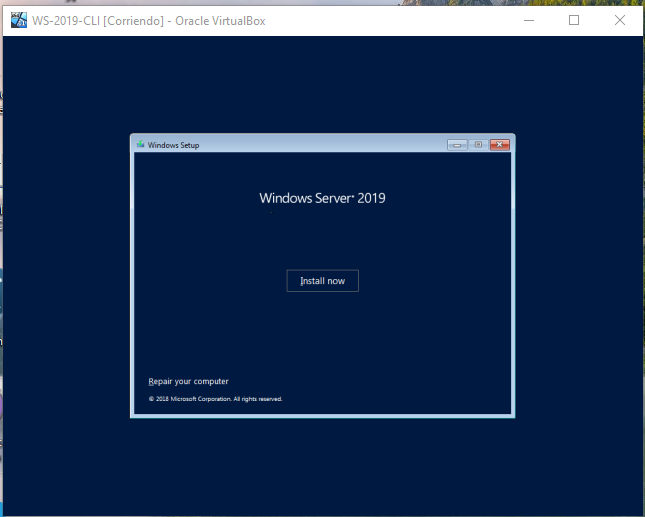 WS-2019-CLI [Corriendo] - Oracle VirtualBox
Windows Setup
Windows Server® 2019
Install now
Repair your computer
© 2018 Microsoft Corporation. All rights reserved.